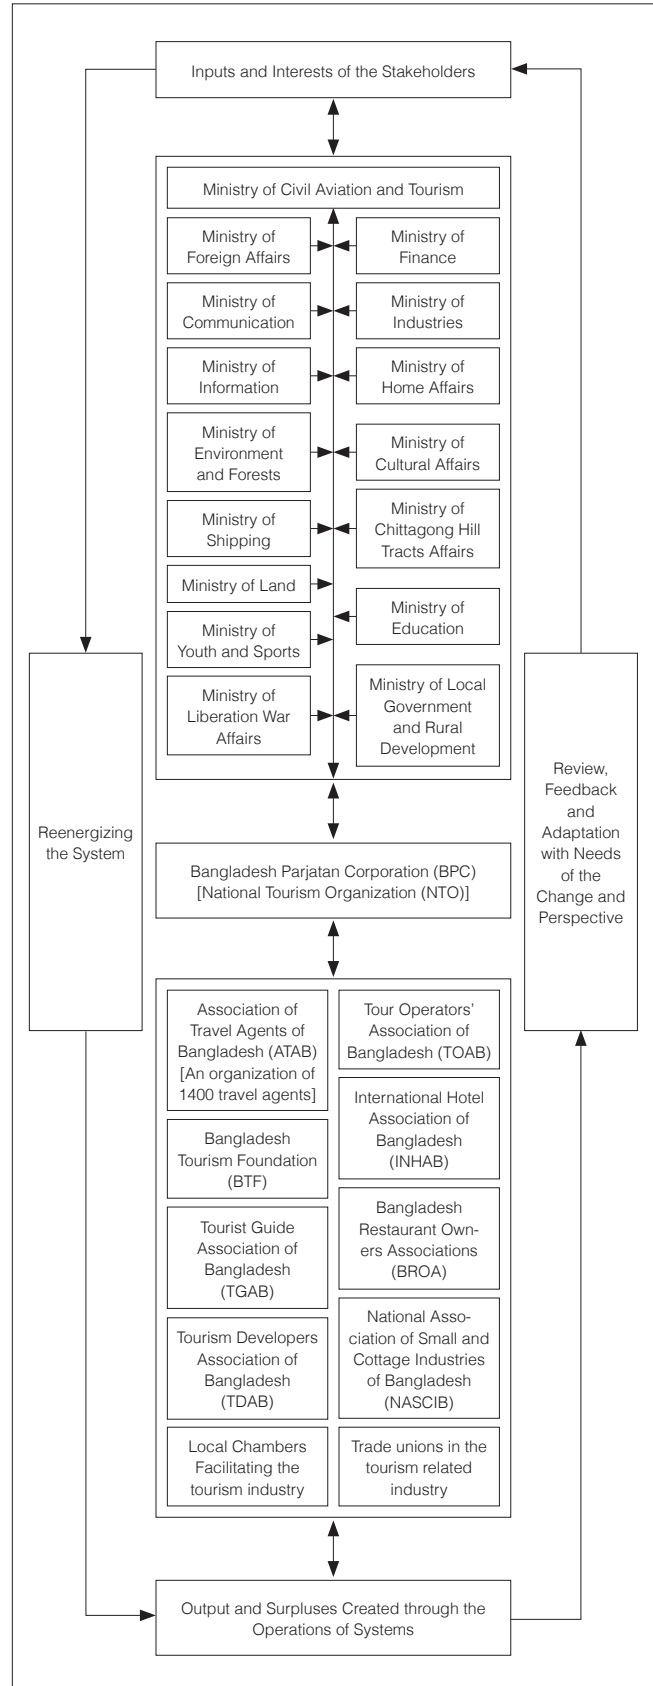 Inputs and Interests of the Stakeholders
Ministry of Civil Aviation and Tourism
Ministry of
Foreign Affairs
Ministry of
Finance
Ministry of
Communication
Ministry of
Industries
Ministry of
Information
Ministry of
Home Affairs
Ministry of
Environment
and Forests
Ministry of
Cultural Affairs
Ministry of
Shipping
Ministry of
Chittagong Hill
Tracts Affairs
Ministry of Land
Ministry of
Education
Ministry of
Youth and Sports
Ministry of
Liberation War
Affairs
Ministry of Local
Government
and Rural
Development
Reenergizing
the System
Review,
Feedback
and
Adaptation
with Needs
of the
Change and
Perspective
Bangladesh Parjatan Corporation (BPC)
[National Tourism Organization (NTO)]
Association of
Travel Agents of
Bangladesh (ATAB)
[An organization of
1400 travel agents]
Tour Operators’
Association of
Bangladesh (TOAB)
International Hotel
Association of
Bangladesh
(INHAB)
Bangladesh
Tourism Foundation
(BTF)
Bangladesh
Restaurant Own-
ers Associations
(BROA)
Tourist Guide
Association of
Bangladesh
(TGAB)
National Asso-
ciation of Small and
Cottage Industries
of Bangladesh
(NASCIB)
Tourism Developers
Association of
Bangladesh
(TDAB)
Local Chambers
Facilitating the
tourism industry
Trade unions in the
tourism related
industry
Output and Surpluses Created through the
Operations of Systems